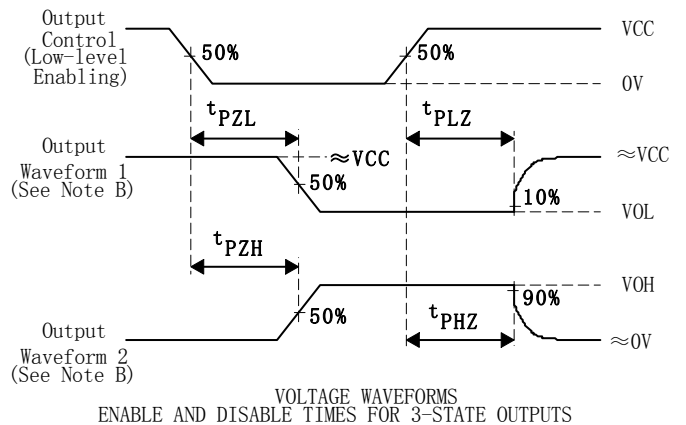 Output
Control
(Low-level
Enabling)
50%
50%
VCC
0V
tPZL
tPLZ
Output
Waveform 1
(See Note B)
≈VCC
50%
10%
≈VCC
VOL
tPZH
50%
VOH
90%
tPHZ
≈0V
Output
Waveform 2
(See Note B)
VOLTAGE WAVEFORMS
ENABLE AND DISABLE TIMES FOR 3-STATE OUTPUTS